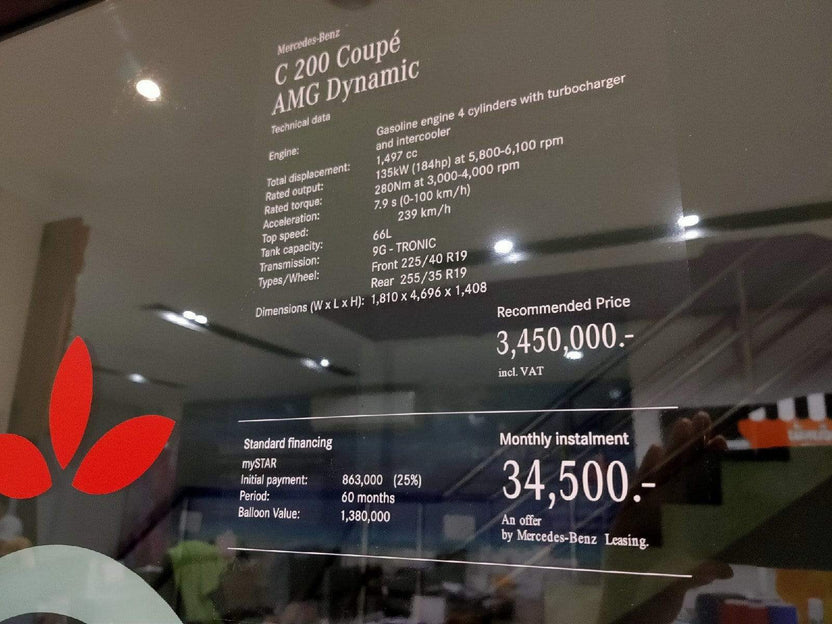 Mercedes-Benz
C 200 Coupé
AMG Dynamic
Technical data
Engine: Gasoline engine 4 cylinders with turbocharger
and intercooler
Total displacement: 1,497 cc
Rated output: 135kW (184hp) at 5,800-6,100 rpm
Rated torque: 280Nm at 3,000-4,000 rpm
Acceleration: 7.9 s (0-100 km/h)
Top speed: 239 km/h
Tank capacity: 66L
Transmission: 9G - TRONIC
Types/Wheel: Front 225/40 R19
Rear 255/35 R19
Dimensions (W x L x H): 1,810 x 4,696 x 1,408
Recommended Price
3,450,000.-
incl. VAT
Standard financing
mySTAR
Initial payment: 863,000 (25%)
Period: 60 months
Balloon Value: 1,380,000
Monthly instalment
34,500.-
An offer
by Mercedes-Benz Leasing.